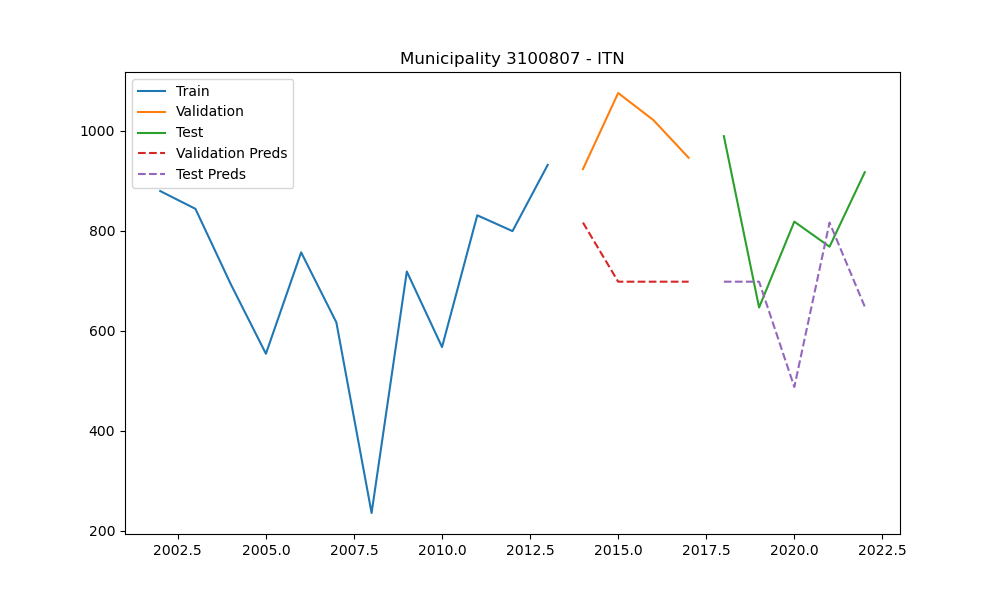 Municipality 3100807 - ITN
Train
Validation
Test
Validation Preds
Test Preds
1000
800
600
400
200
2002.5 2005.0 2007.5 2010.0 2012.5 2015.0 2017.5 2020.0 2022.5